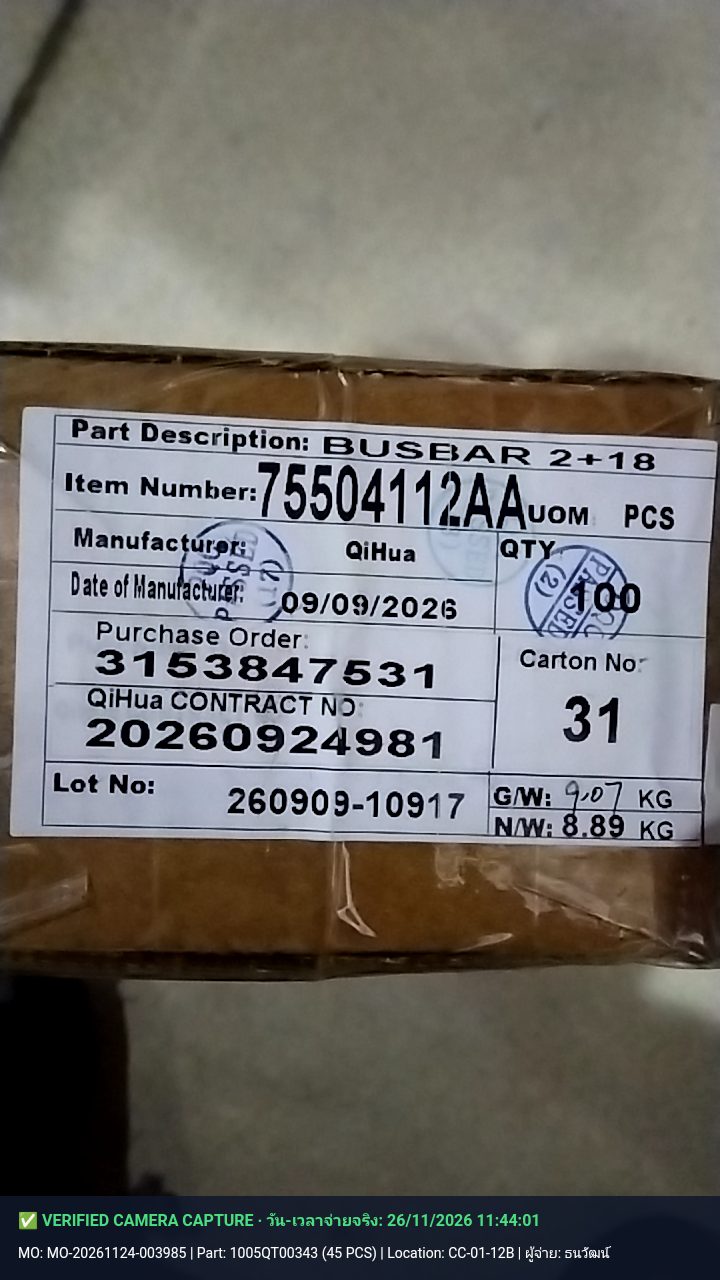 Part Description: BUSBAR 2+18
Item Number: 75504112AA UOM PCS
Manufacturer: QiHua QTY 100
Date of Manufacturer: 09/09/2026
Purchase Order:
3153847531
Carton No:
31
QiHua CONTRACT NO:
20260924981
Lot No: 260909-10917
G/W: 9.07 KG
N/W: 8.89 KG
✅ VERIFIED CAMERA CAPTURE · วัน-เวลาจ่ายจริง: 26/11/2026 11:44:01
MO: MO-20261124-003985 | Part: 1005QT00343 (45 PCS) | Location: CC-01-12B | ผู้จ่าย: ธนวัฒน์